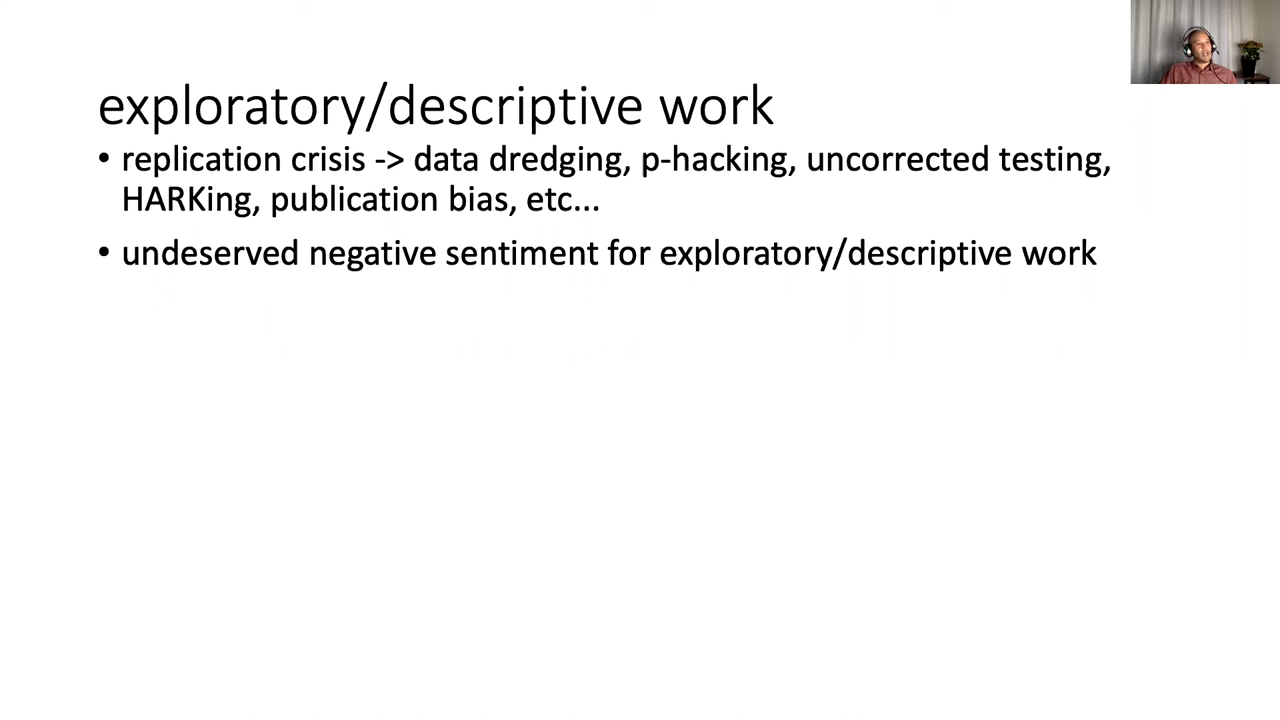 exploratory/descriptive work
• replication crisis -> data dredging, p-hacking, uncorrected testing,
HARKing, publication bias, etc...
• undeserved negative sentiment for exploratory/descriptive work